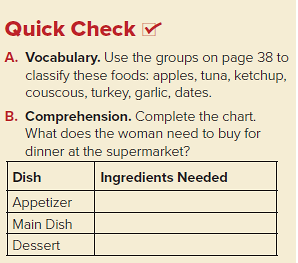 Quick Check
A. Vocabulary. Use the groups on page 38 to
classify these foods: apples, tuna, ketchup,
couscous, turkey, garlic, dates.
B. Comprehension. Complete the chart.
What does the woman need to buy for
dinner at the supermarket?
Dish Ingredients Needed
Appetizer
Main Dish
Dessert